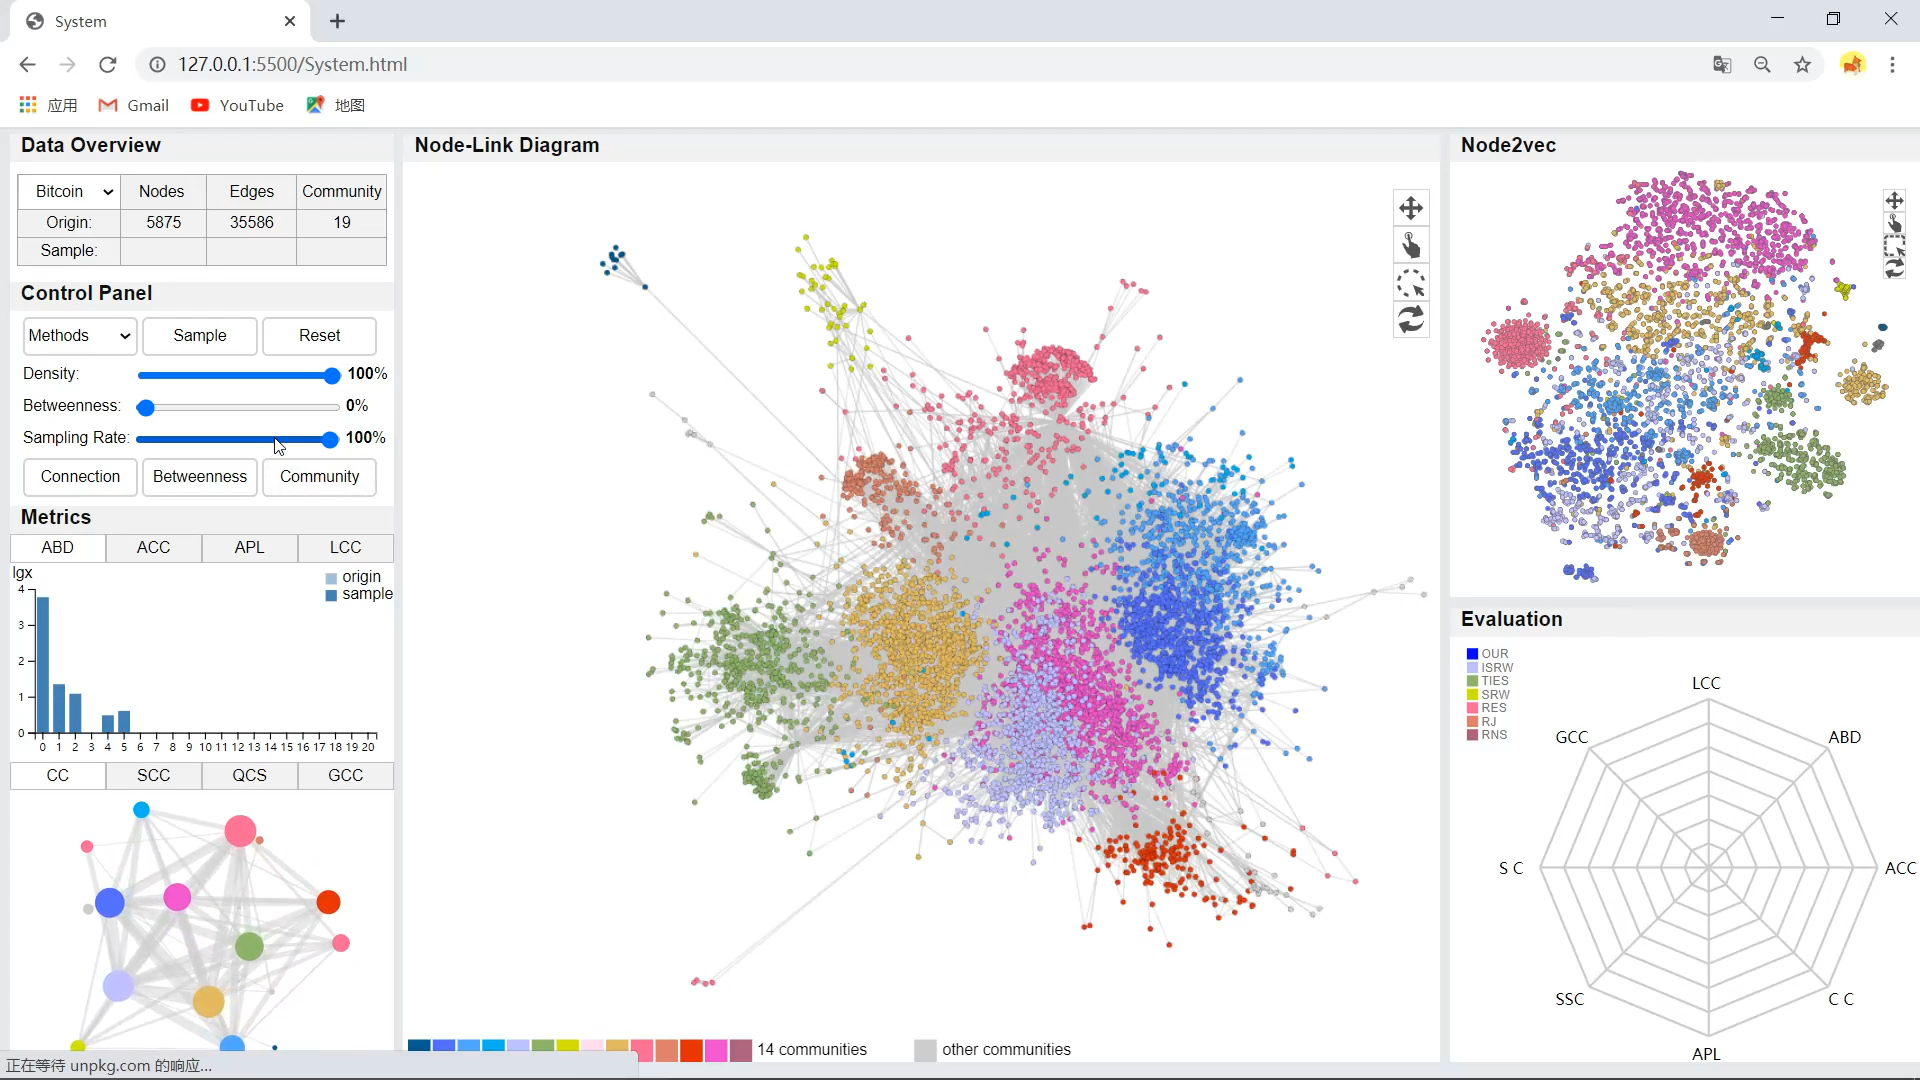 System
127.0.0.1:5500/System.html
应用 Gmail YouTube 地图
Data Overview
Bitcoin Nodes Edges Community
Origin: 5875 35586 19
Sample:
Control Panel
Methods Sample Reset
Density: 100%
Betweenness: 0%
Sampling Rate: 100%
Connection Betweenness Community
Metrics
ABD ACC APL LCC
lgx
origin
sample
4
3
2
1
0
0 1 2 3 4 5 6 7 8 9 10 11 12 13 14 15 16 17 18 19 20
CC SCC QCS GCC
正在等待 unpkg.com 的响应...
Node-Link Diagram
14 communities
other communities
Node2vec
Evaluation
OUR
ISRW
TIES
SRW
RES
RJ
RNS
LCC
GCC
ABD
S C
ACC
SSC
C C
APL